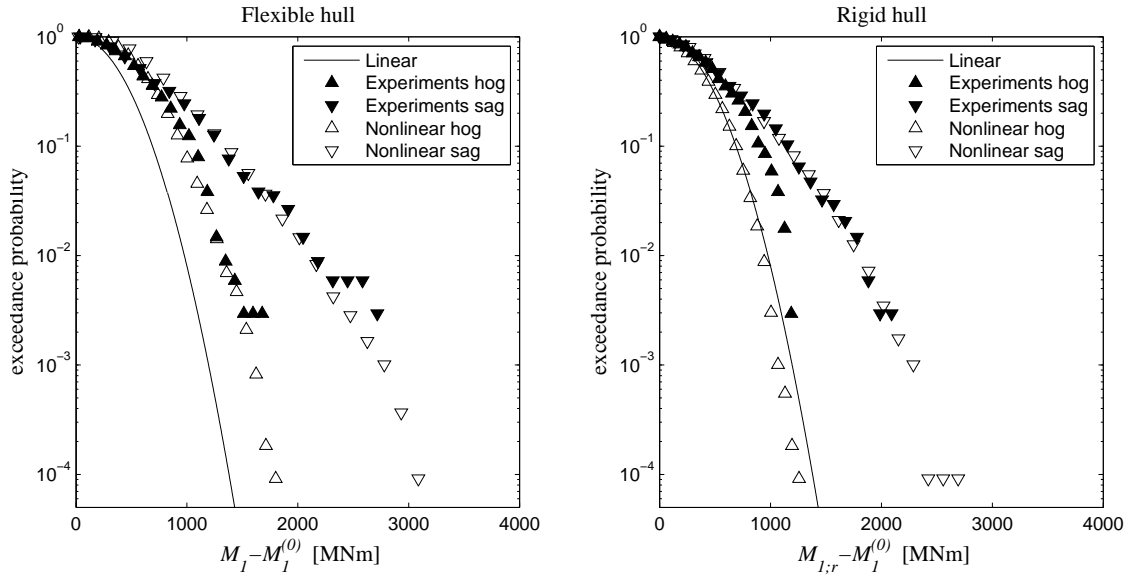 Flexible hull
exceedance probability
10^0
10^-1
10^-2
10^-3
10^-4
Linear
Experiments hog
Experiments sag
Nonlinear hog
Nonlinear sag
0 1000 2000 3000 4000
M_1−M_1^(0) [MNm]
Rigid hull
exceedance probability
10^0
10^-1
10^-2
10^-3
10^-4
Linear
Experiments hog
Experiments sag
Nonlinear hog
Nonlinear sag
0 1000 2000 3000 4000
M_1;r−M_1^(0) [MNm]